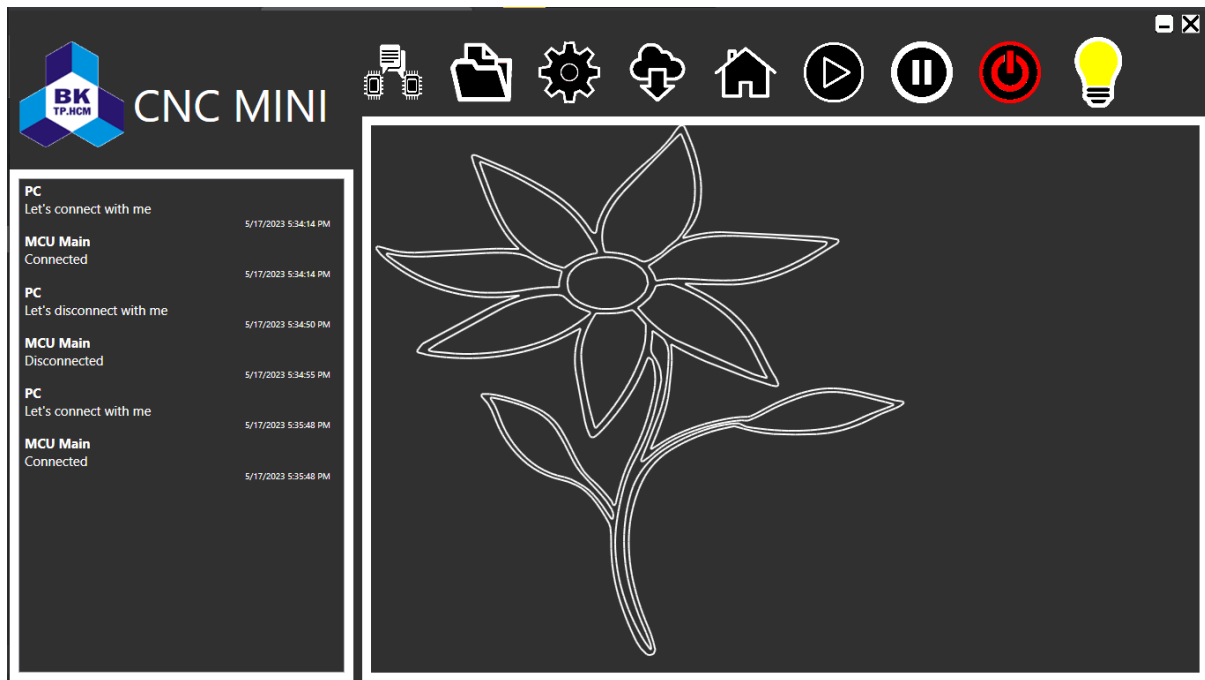 BK
TP.HCM
CNC MINI
PC
Let's connect with me
5/17/2023 5:34:14 PM
MCU Main
Connected
5/17/2023 5:34:14 PM
PC
Let's disconnect with me
5/17/2023 5:34:50 PM
MCU Main
Disconnected
5/17/2023 5:34:55 PM
PC
Let's connect with me
5/17/2023 5:35:48 PM
MCU Main
Connected
5/17/2023 5:35:48 PM